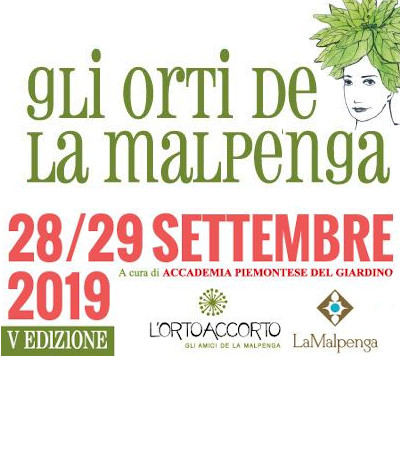 gli orti de
la malpenga
28/29 SETTEMBRE
2019
A cura di ACCADEMIA PIEMONTESE DEL GIARDINO
V EDIZIONE
L'ORTOACCORTO
GLI AMICI DE LA MALPENGA
LaMalpenga